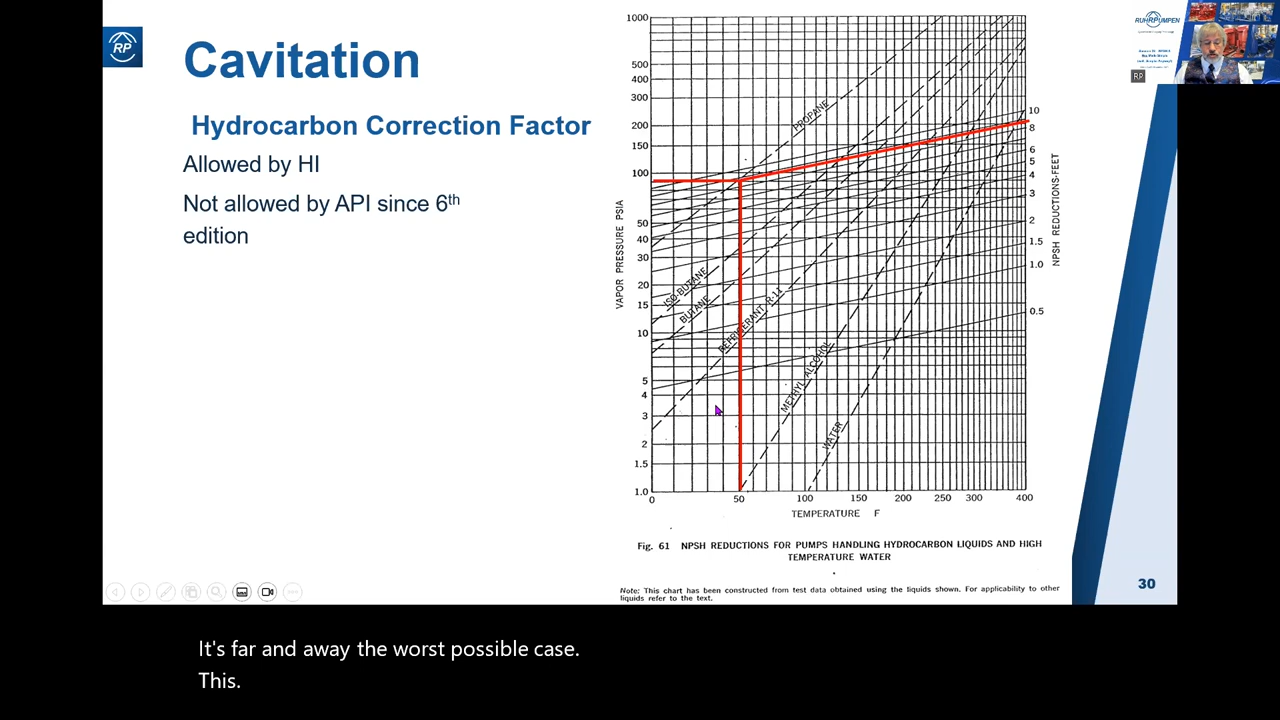 RP
Cavitation
Hydrocarbon Correction Factor
Allowed by HI
Not allowed by API since 6th
edition
1000
500
400
300
200
150
100
50
40
30
20
15
10
5
4
3
2
1.5
1.0
VAPOR PRESSURE PSIA
PROPANE
ISO-BUTANE
BUTANE
REFRIGERANT R-11
METHYL ALCOHOL
WATER
10
8
6
5
4
3
2
1.5
1.0
0.5
NPSH REDUCTIONS-FEET
0 50 100 150 200 250 300 400
TEMPERATURE F
Fig. 61 NPSH REDUCTIONS FOR PUMPS HANDLING HYDROCARBON LIQUIDS AND HIGH
TEMPERATURE WATER
Note: This chart has been constructed from test data obtained using the liquids shown. For applicability to other
liquids refer to the text.
RUHRPUMPEN
RP
30
It's far and away the worst possible case.
This.